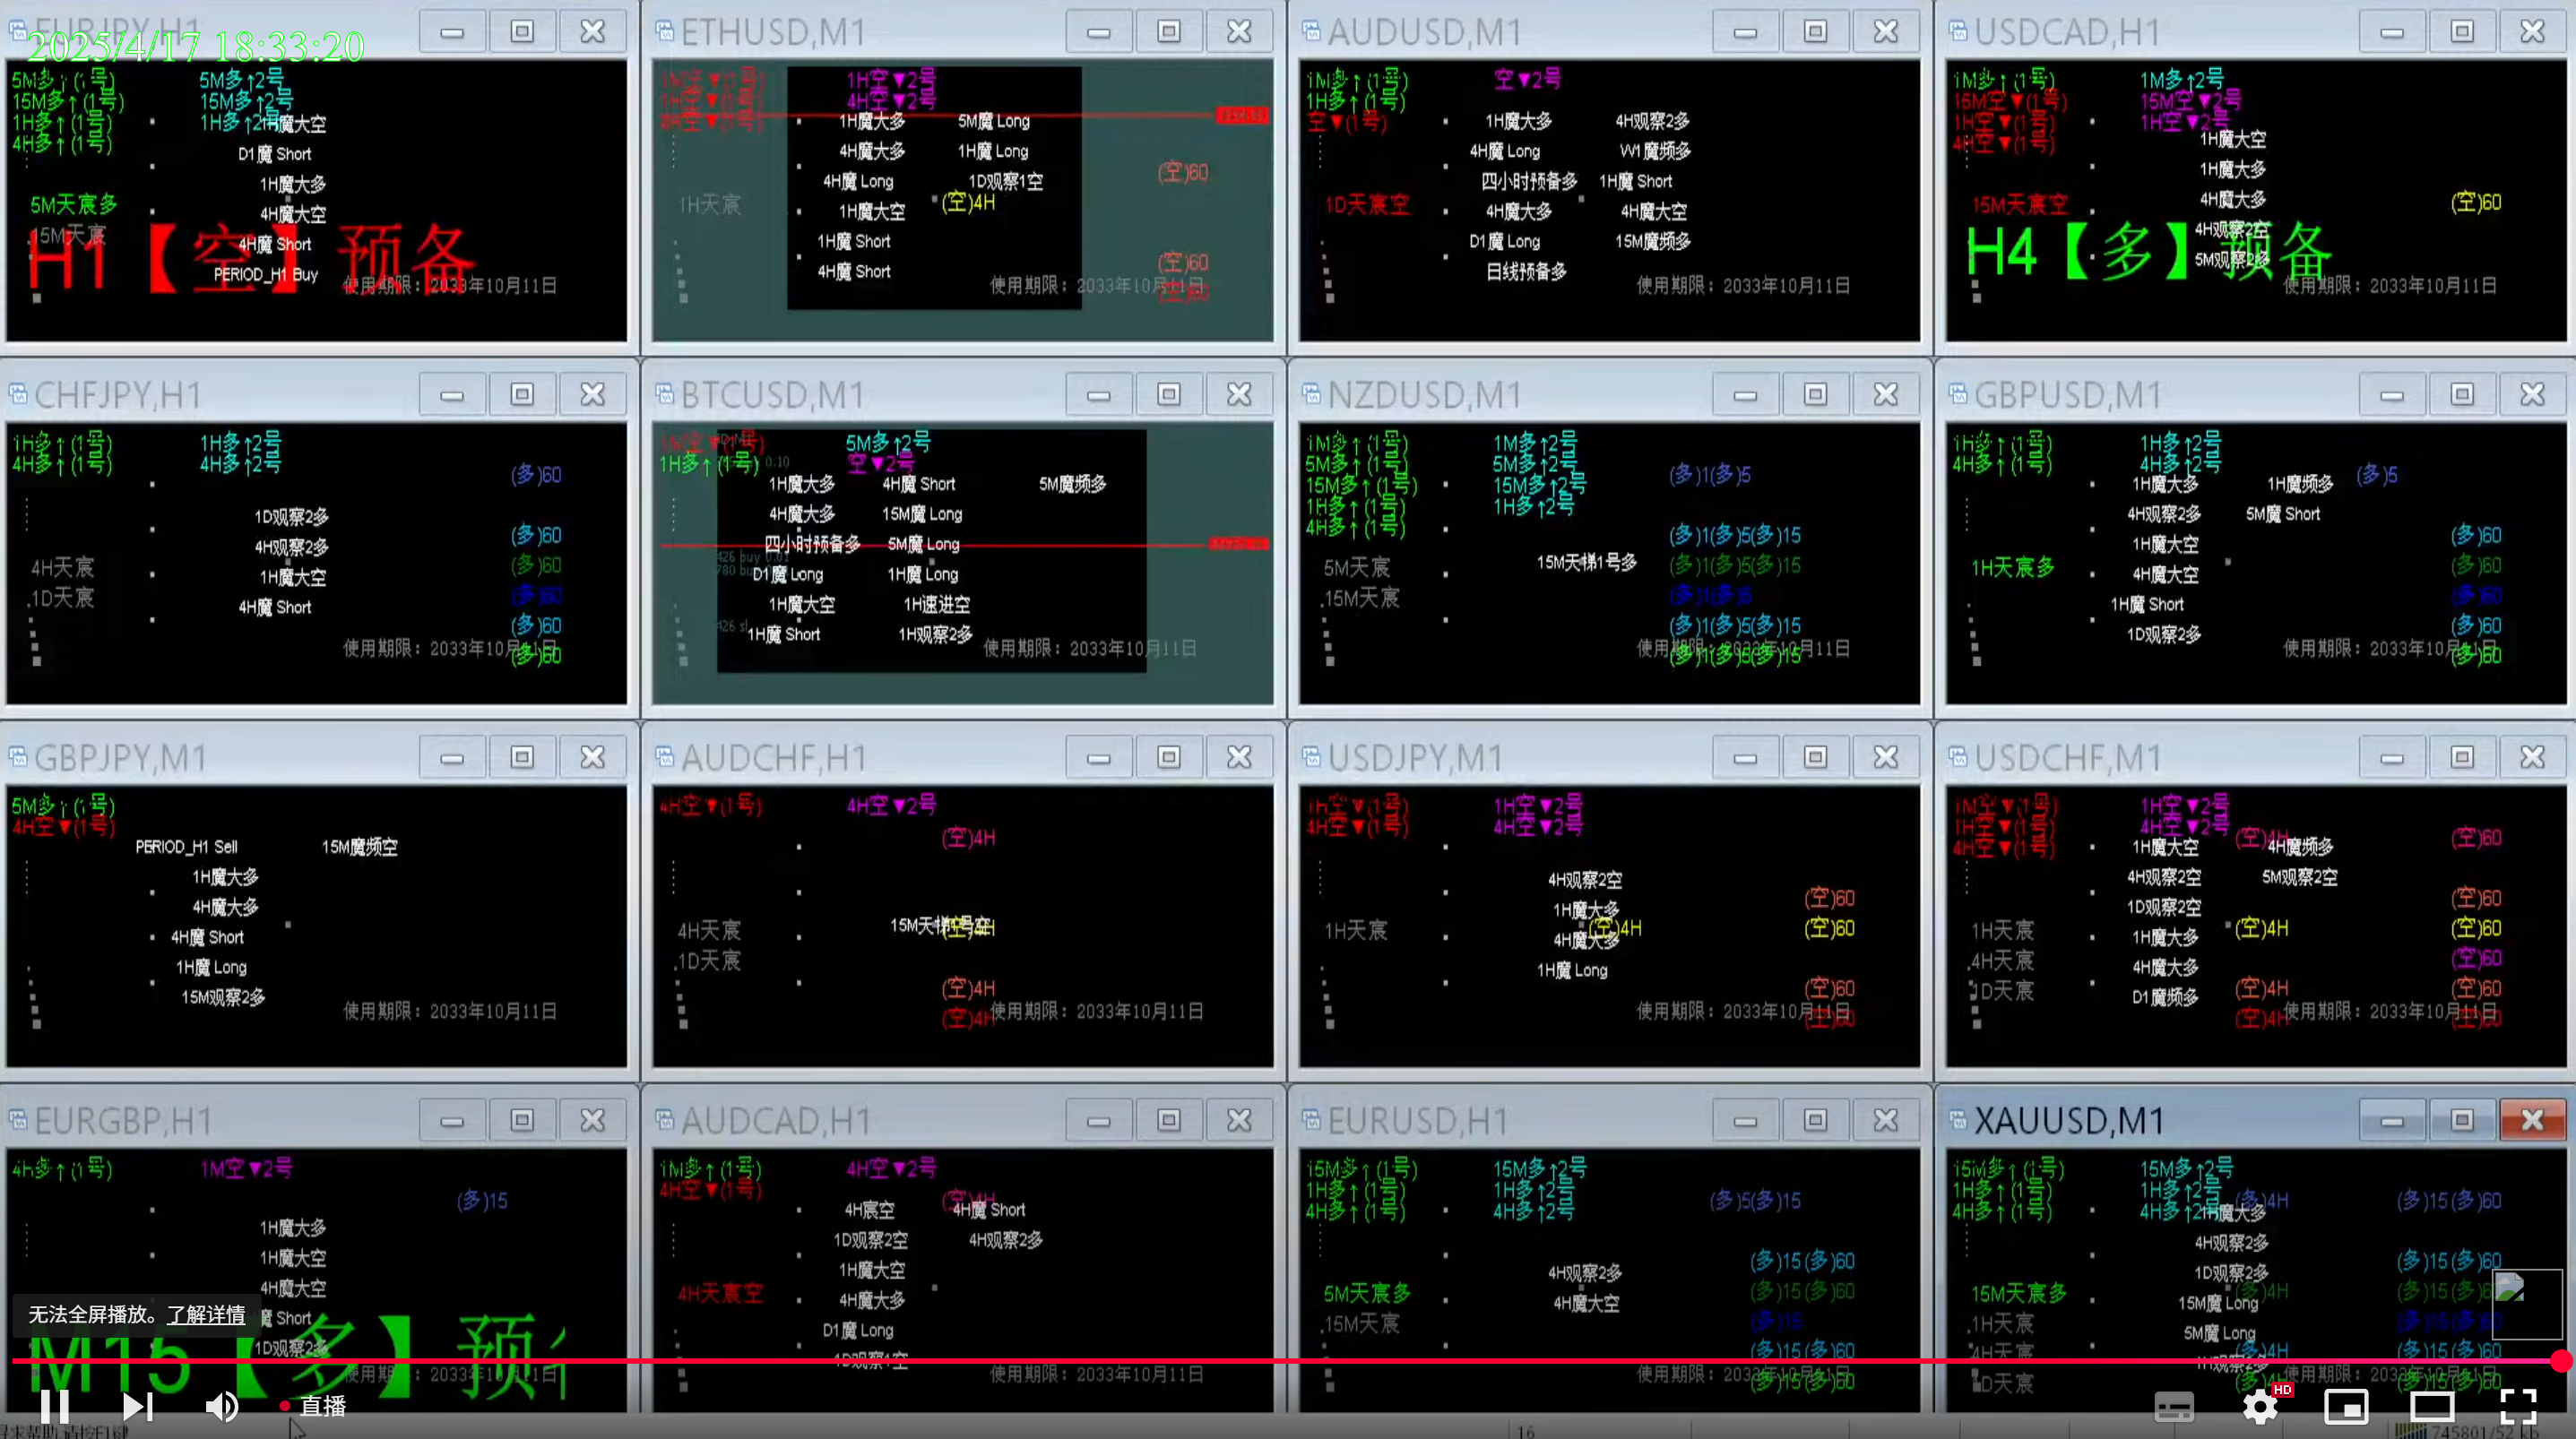 EURJPY,H1
2025/4/17 18:33:20
5M多↑(1号)
5M多↑2号
15M多↑(1号)
15M多↑2号
1H多↑(1号)
1H多↑2号
4H多↑(1号)
D1魔 Short
1H魔大多
5M天宸多
4H魔大空
15M天宸
4H魔 Short
H1【空】预备
PERIOD_H1 Buy
使用期限：2033年10月11日
ETHUSD,M1
1H空▼2号
4H空▼2号
1H魔大多
5M魔 Long
4H魔大多
1H魔 Long
(空)60
4H魔 Long
1D观察1空
1H天宸
(空)4H
1H魔大空
1H魔 Short
(空)60
4H魔 Short
(空)60
使用期限：2033年10月11日
AUDUSD,M1
1M多↑(1号)
空▼2号
1H多↑(1号)
空▼(1号)
1H魔大多
4H观察2多
4H魔 Long
W1魔频多
四小时预备多
1H魔 Short
1D天宸空
4H魔大多
4H魔大空
D1魔 Long
15M魔频多
日线预备多
使用期限：2033年10月11日
USDCAD,H1
1M多↑(1号)
1M多↑2号
15M空▼(1号)
15M空▼2号
1H空▼(1号)
1H空▼2号
4H空▼(1号)
1H魔大空
1H魔大多
4H魔大多
15M天宸空
(空)60
4H观察2空
H4【多】预备
5M观察2多
使用期限：2033年10月11日
CHFJPY,H1
1H多↑(1号)
1H多↑2号
4H多↑(1号)
4H多↑2号
(多)60
1D观察2多
(多)60
4H观察2多
4H天宸
(多)60
1H魔大空
1D天宸
(多)60
4H魔 Short
(多)60
使用期限：2033年10月11日
(多)60
BTCUSD,M1
5M多↑2号
1H多↑(1号)
空▼2号
1H魔大多
4H魔 Short
5M魔频多
4H魔大多
15M魔 Long
四小时预备多
5M魔 Long
D1魔 Long
1H魔 Long
1H魔大空
1H速进空
1H魔 Short
1H观察2多
使用期限：2033年10月11日
NZDUSD,M1
1M多↑(1号)
1M多↑2号
5M多↑(1号)
5M多↑2号
(多)1(多)5
15M多↑(1号)
15M多↑2号
1H多↑(1号)
1H多↑2号
4H多↑(1号)
(多)1(多)5(多)15
15M天梯1号多
5M天宸
(多)1(多)5(多)15
15M天宸
(多)1(多)5
(多)1(多)5(多)15
使用期限：2033年10月11日
(多)1(多)5(多)15
GBPUSD,M1
1H多↑(1号)
1H多↑2号
4H多↑(1号)
4H多↑2号
(多)5
1H魔大多
1H魔频多
4H观察2多
5M魔 Short
1H魔大空
(多)60
1H天宸多
4H魔大空
(多)60
1H魔 Short
(多)60
1D观察2多
(多)60
使用期限：2033年10月11日
(多)60
GBPJPY,M1
5M多↑(1号)
4H空▼(1号)
PERIOD_H1 Sell
15M魔频空
1H魔大多
4H魔大多
4H魔 Short
1H魔 Long
15M观察2多
使用期限：2033年10月11日
AUDCHF,H1
4H空▼(1号)
4H空▼2号
(空)4H
15M天梯1号空
(空)4H
4H天宸
1D天宸
(空)4H
(空)4H
使用期限：2033年10月11日
USDJPY,M1
1H空▼(1号)
1H空▼2号
4H空▼(1号)
4H空▼2号
4H观察2空
(空)60
1H魔大多
1H天宸
(空)4H
(空)60
4H魔大多
1H魔 Long
(空)60
使用期限：2033年10月11日
(空)60
USDCHF,M1
1M空▼(1号)
1H空▼2号
1H空▼(1号)
4H空▼2号
4H空▼(1号)
(空)4H
(空)60
1H魔大空
4H魔频多
4H观察2空
5M观察2空
1D观察2空
(空)60
1H天宸
1H魔大多
(空)4H
(空)60
4H天宸
4H魔大多
(空)60
1D天宸
D1魔频多
(空)4H
(空)60
(空)4H
使用期限：2033年10月11日
(空)60
EURGBP,H1
4H多↑(1号)
1M空▼2号
(多)15
1H魔大多
1H魔大空
4H魔大多
无法全屏播放。了解详情
Short
1D观察2多
M15【多】预
使用期限：2033年10月11日
AUDCAD,H1
1M多↑(1号)
4H空▼2号
4H空▼(1号)
(空)4H
4H宸空
4H魔 Short
1D观察2空
4H观察2多
1H魔大空
4H天宸空
4H魔大多
D1魔 Long
1D观察1空
使用期限：2033年10月11日
EURUSD,H1
15M多↑(1号)
15M多↑2号
1H多↑(1号)
1H多↑2号
4H多↑(1号)
4H多↑2号
(多)5(多)15
4H观察2多
(多)15(多)60
5M天宸多
4H魔大空
(多)15(多)60
15M天宸
(多)15
(多)15(多)60
使用期限：2033年10月11日
(多)15(多)60
XAUUSD,M1
15M多↑(1号)
15M多↑2号
1H多↑(1号)
1H多↑2号
4H多↑(1号)
4H多↑2号
(多)4H
(多)15(多)60
1H魔大多
4H观察2多
1D观察2多
(多)15(多)60
15M天宸多
15M魔 Long
(多)4H
1H天宸
5M魔 Long
4H天宸
(多)4H
(多)15(多)60
使用期限：2033年10月11日
直播
HD
16
745801/52 kb